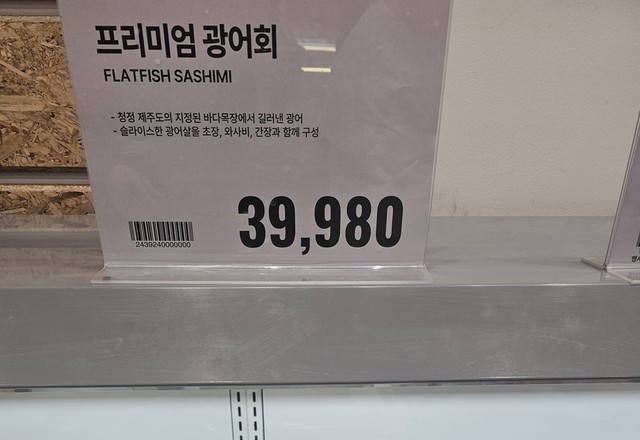 프리미엄 광어회
FLATFISH SASHIMI
- 청정 제주도의 지정된 바다목장에서 길러낸 광어
- 슬라이스한 광어살을 초장, 와사비, 간장과 함께 구성
39,980
2439240000000